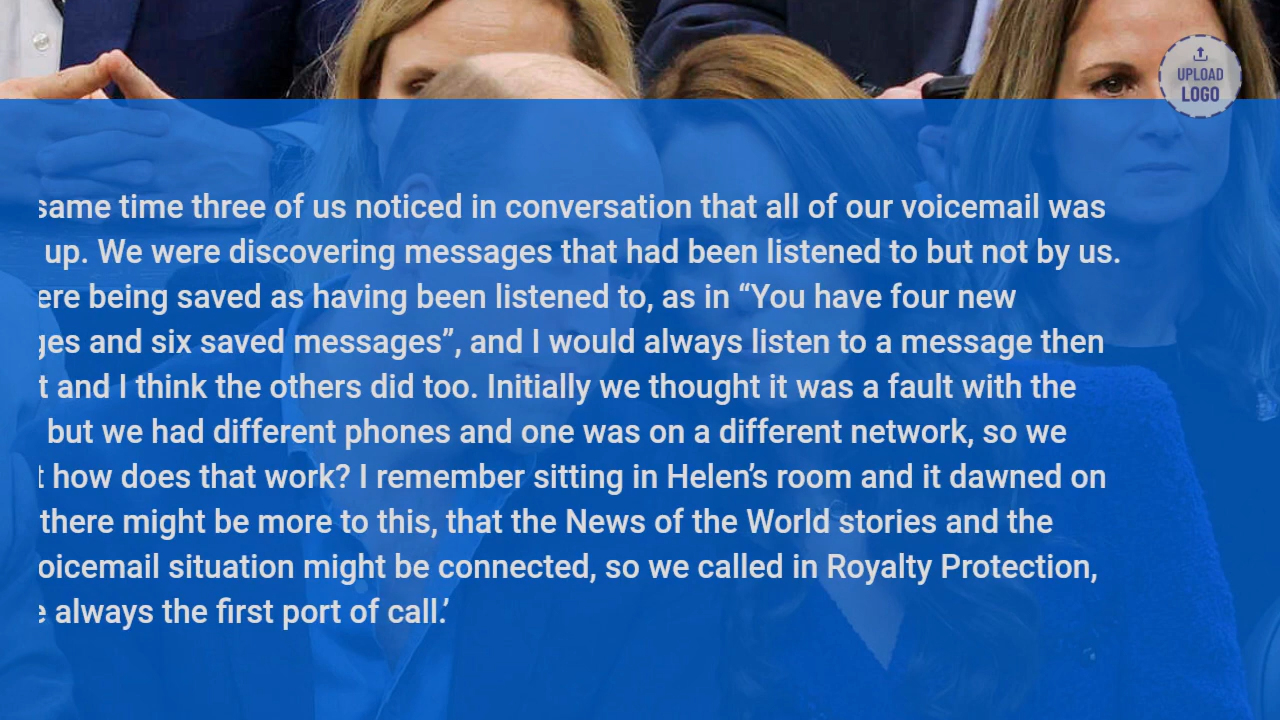 UPLOAD
LOGO
same time three of us noticed in conversation that all of our voicemail was
up. We were discovering messages that had been listened to but not by us.
ere being saved as having been listened to, as in “You have four new
ges and six saved messages”, and I would always listen to a message then
t and I think the others did too. Initially we thought it was a fault with the
but we had different phones and one was on a different network, so we
t how does that work? I remember sitting in Helen’s room and it dawned on
there might be more to this, that the News of the World stories and the
oicemail situation might be connected, so we called in Royalty Protection,
e always the first port of call.’